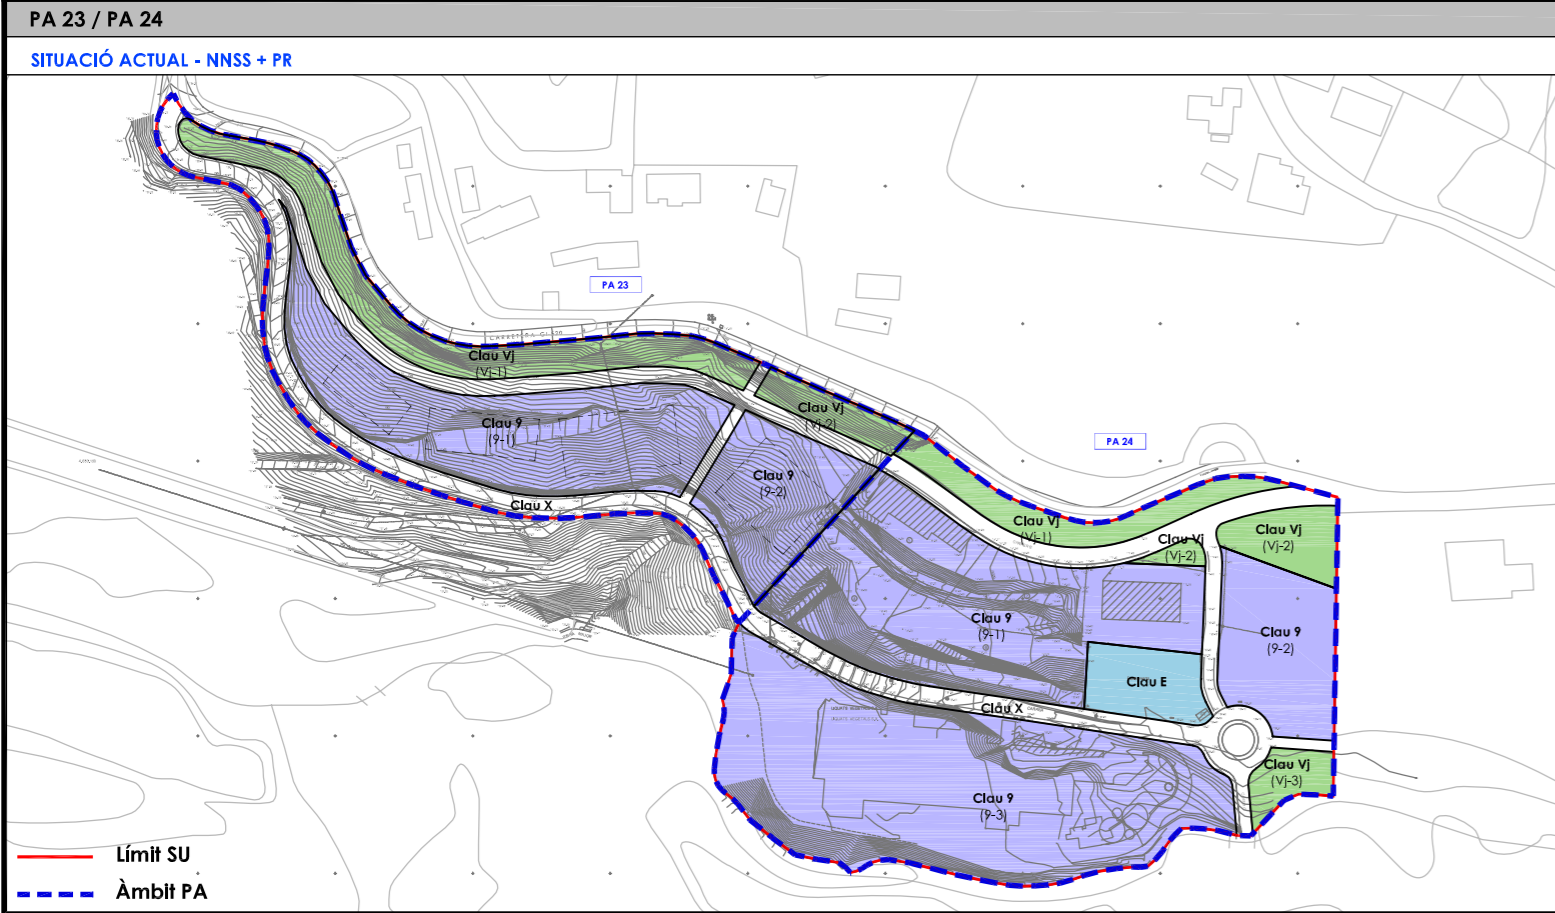 PA 23 / PA 24
SITUACIÓ ACTUAL - NNSS + PR
PA 23
CARRETERA GI-639
Clau Vj
(Vj-1)
Clau Vj
(Vj-2)
Clau 9
(9-1)
PA 24
Clau 9
(9-2)
Clau X
Clau Vj
(Vj-1)
Clau Vj
(Vj-2)
Clau Vj
(Vj-2)
Clau 9
(9-1)
Clau 9
(9-2)
Clau E
Clau X
Clau Vj
(Vj-3)
Clau 9
(9-3)
Límit SU
Àmbit PA